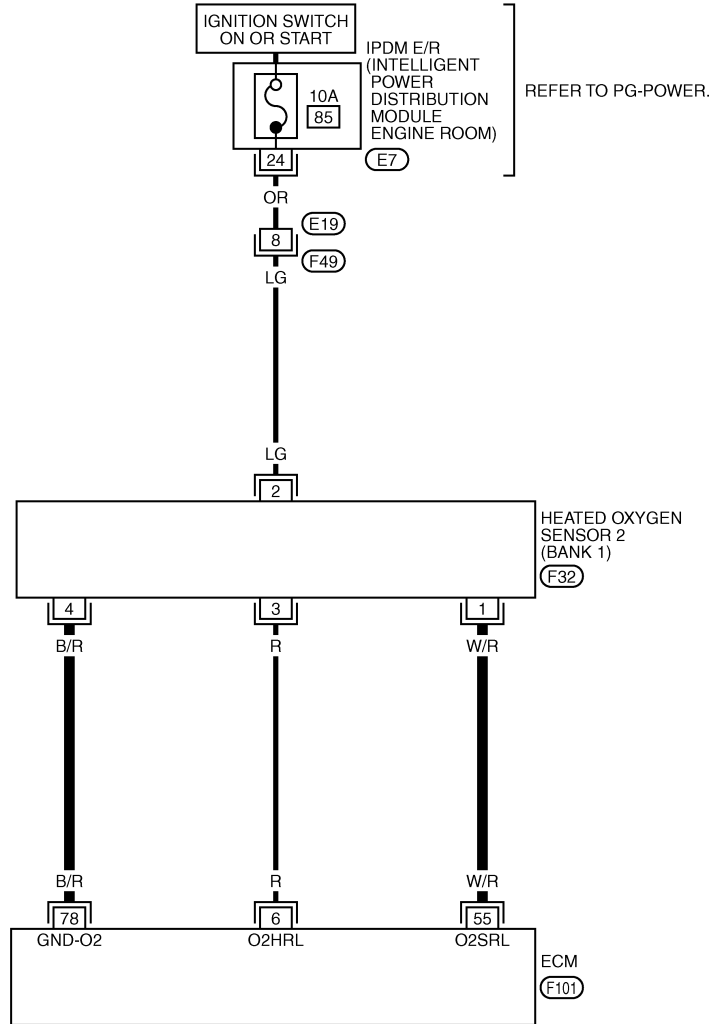 IGNITION SWITCH
ON OR START
IPDM E/R
(INTELLIGENT
POWER
DISTRIBUTION
MODULE
ENGINE ROOM)
REFER TO PG-POWER.
10A
85
24
E7
OR
E19
8
F49
LG
LG
2
HEATED OXYGEN
SENSOR 2
(BANK 1)
F32
4 3 1
B/R R W/R
B/R R W/R
78 6 55
GND-O2 O2HRL O2SRL
ECM
F101